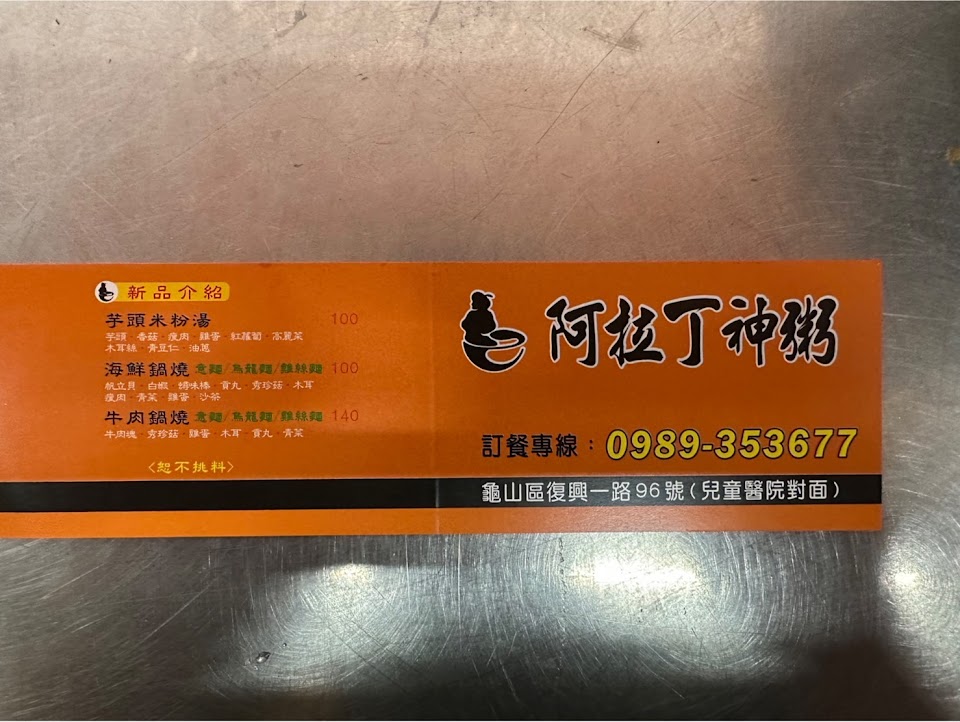 新品介紹
芋頭米粉湯 100
芋頭·香菇·瘦肉·雞蛋·紅蘿蔔·高麗菜
木耳絲·青豆仁·油蔥
海鮮鍋燒 意麵/烏龍麵/雞絲麵 100
帆立貝·白蝦·蟳味棒·貢丸·秀珍菇·木耳
瘦肉·青菜·雞蛋·沙茶
牛肉鍋燒 意麵/烏龍麵/雞絲麵 140
牛肉塊·秀珍菇·雞蛋·木耳·貢丸·青菜
〈恕不挑料〉
阿拉丁神粥
訂餐專線：0989-353677
龜山區復興一路96號(兒童醫院對面)